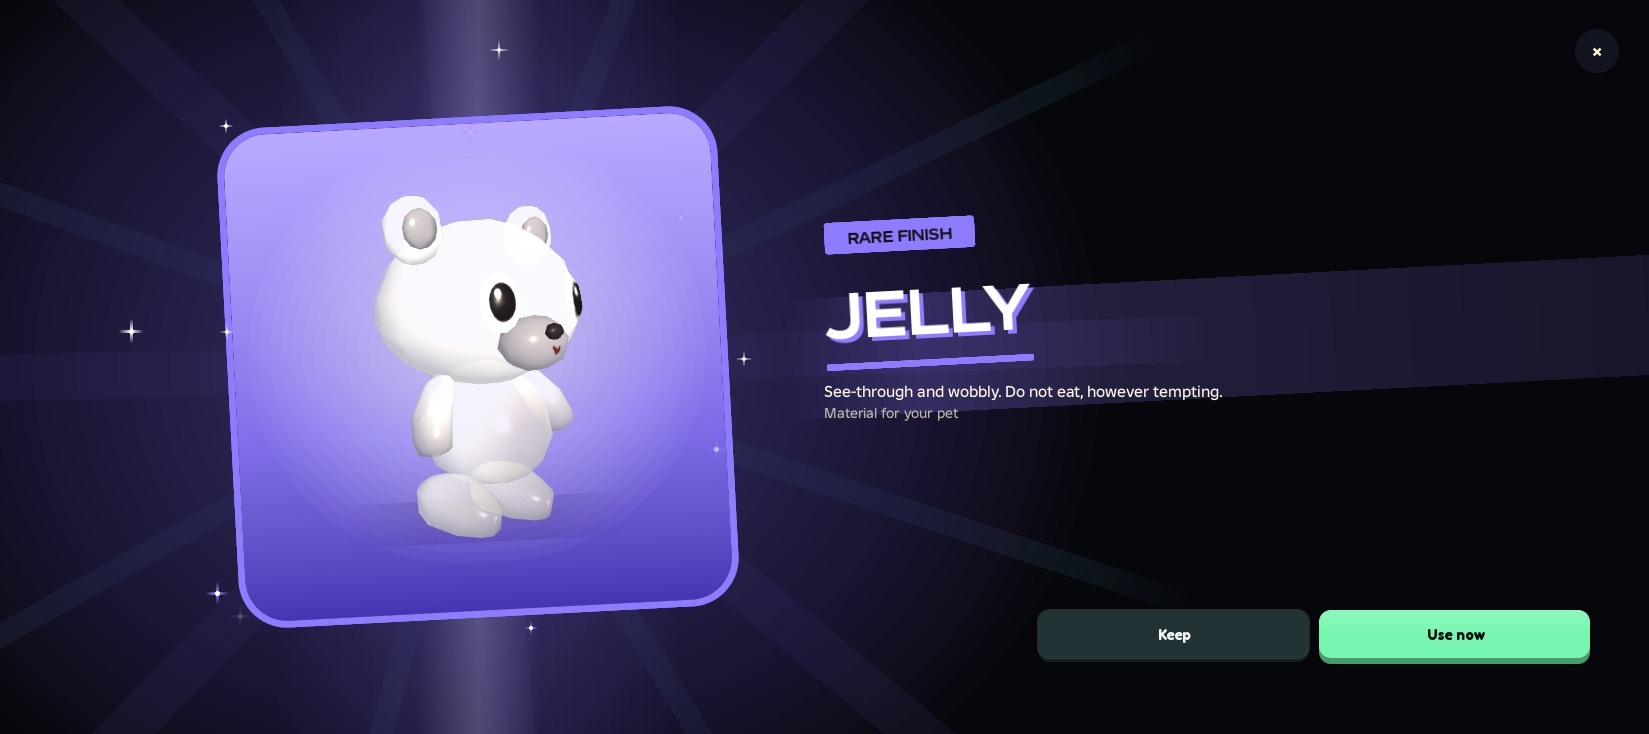 RARE FINISH
JELLY
See-through and wobbly. Do not eat, however tempting.
Material for your pet
Keep
Use now